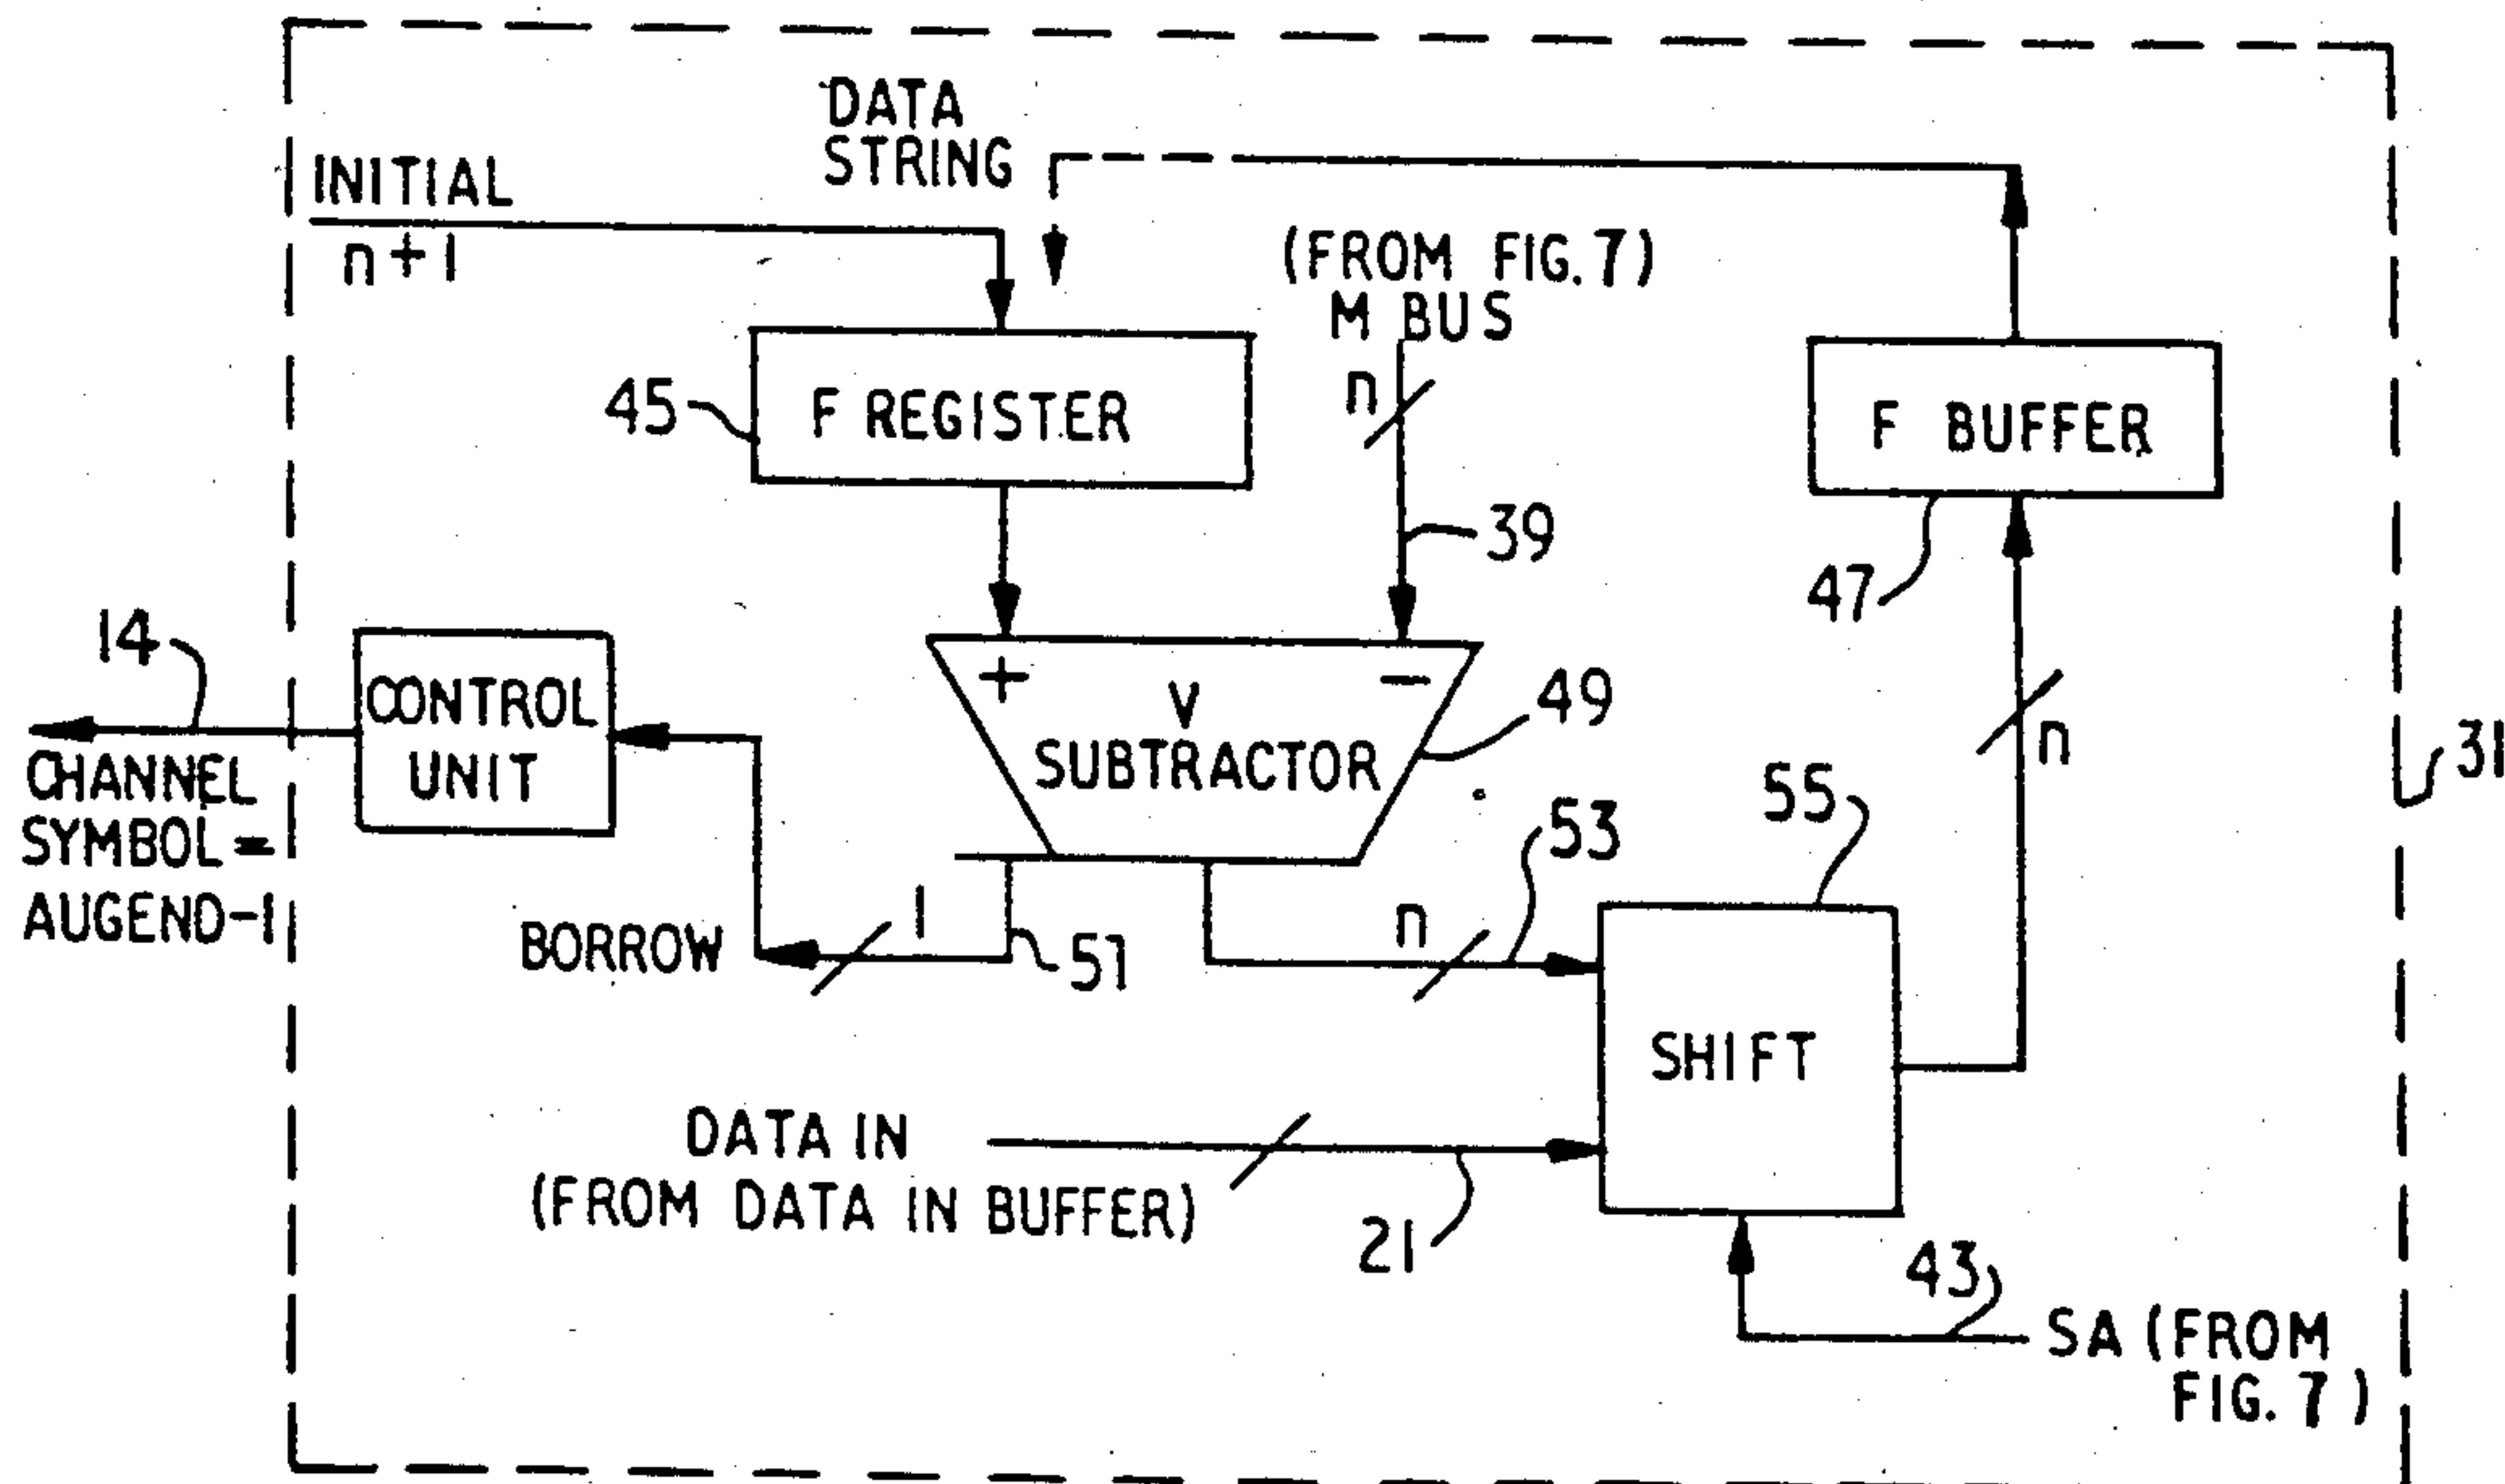 DATA
STRING
INITIAL
n+1
(FROM FIG. 7)
M BUS
n
45
F REGISTER
F BUFFER
39
47
14
CONTROL
UNIT
+
-
V
SUBTRACTOR
49
n
31
CHANNEL
SYMBOL =
AUGEND-1
55
53
BORROW
1
51
n
SHIFT
DATA IN
(FROM DATA IN BUFFER)
21
43
SA (FROM
FIG. 7)